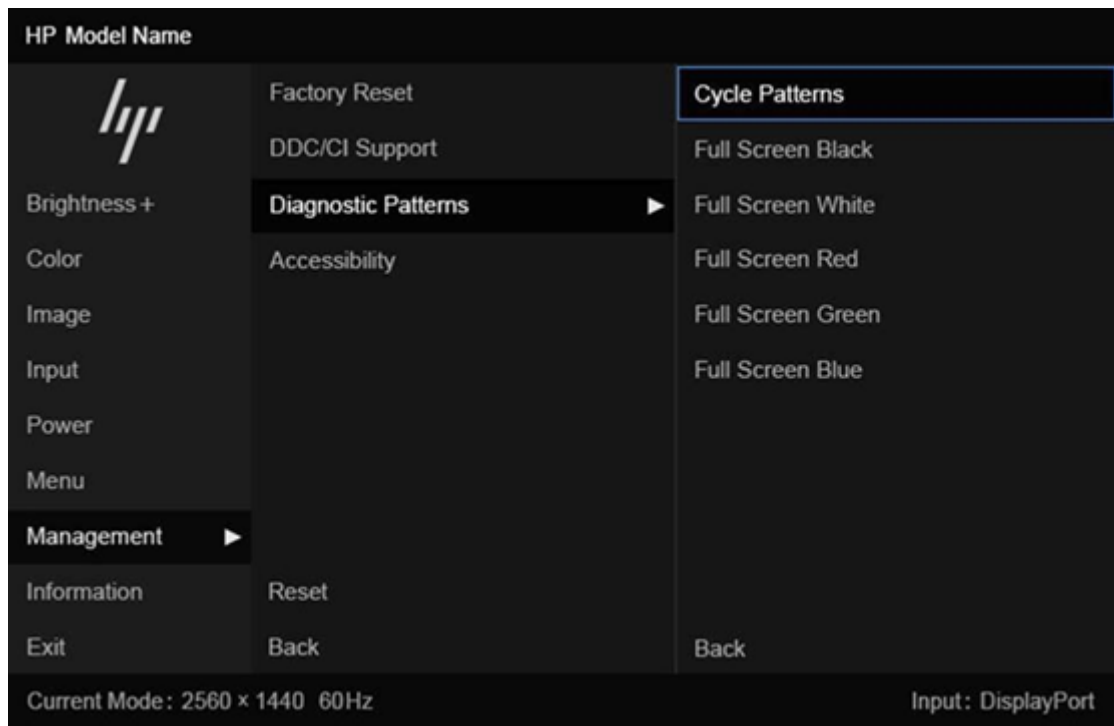 HP Model Name
hp
Brightness+
Color
Image
Input
Power
Menu
Management ▶
Information
Exit
Factory Reset
DDC/CI Support
Diagnostic Patterns ▶
Accessibility
Reset
Back
Cycle Patterns
Full Screen Black
Full Screen White
Full Screen Red
Full Screen Green
Full Screen Blue
Back
Current Mode: 2560 × 1440 60Hz
Input: DisplayPort